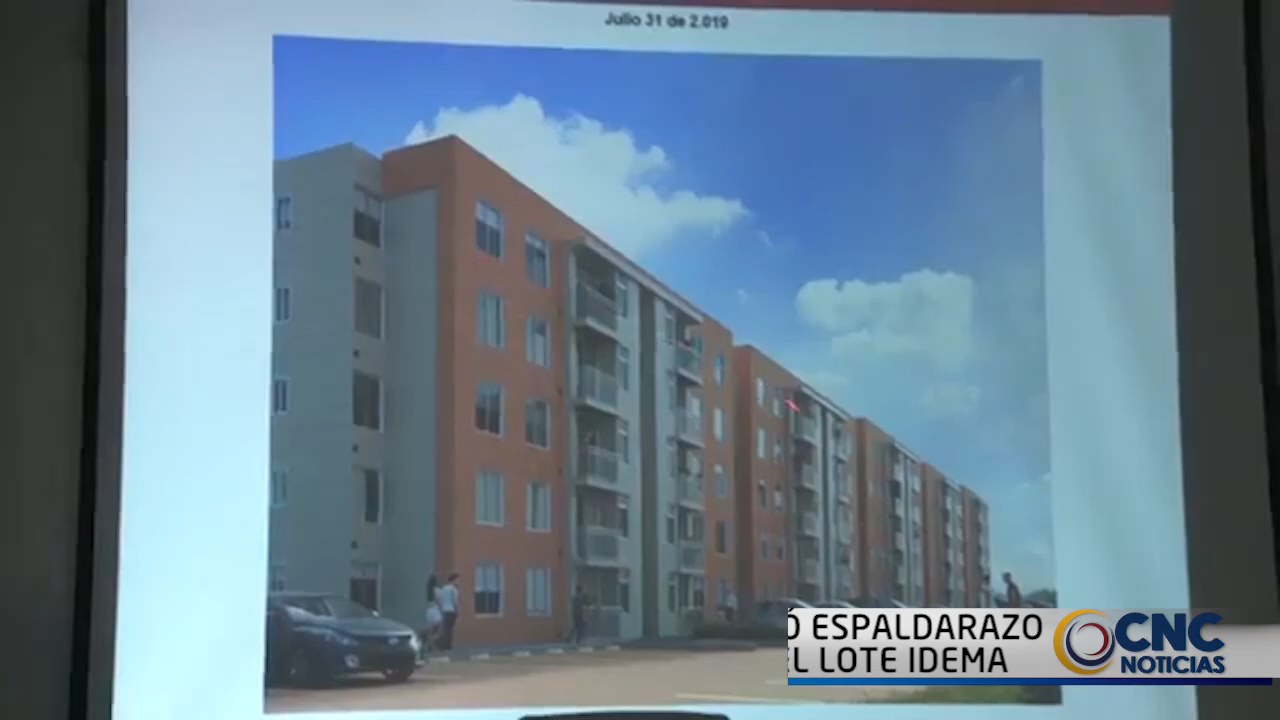 Julio 31 de 2.019
Ó ESPALDARAZO
EL LOTE IDEMA
CNC
NOTICIAS